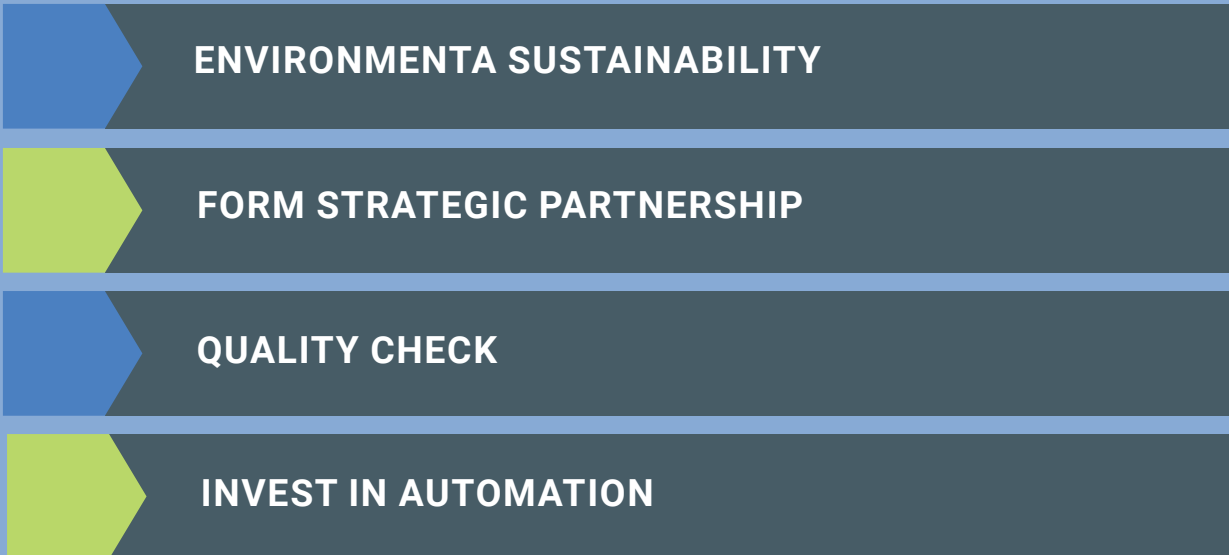 ENVIRONMENTA SUSTAINABILITY
FORM STRATEGIC PARTNERSHIP
QUALITY CHECK
INVEST IN AUTOMATION